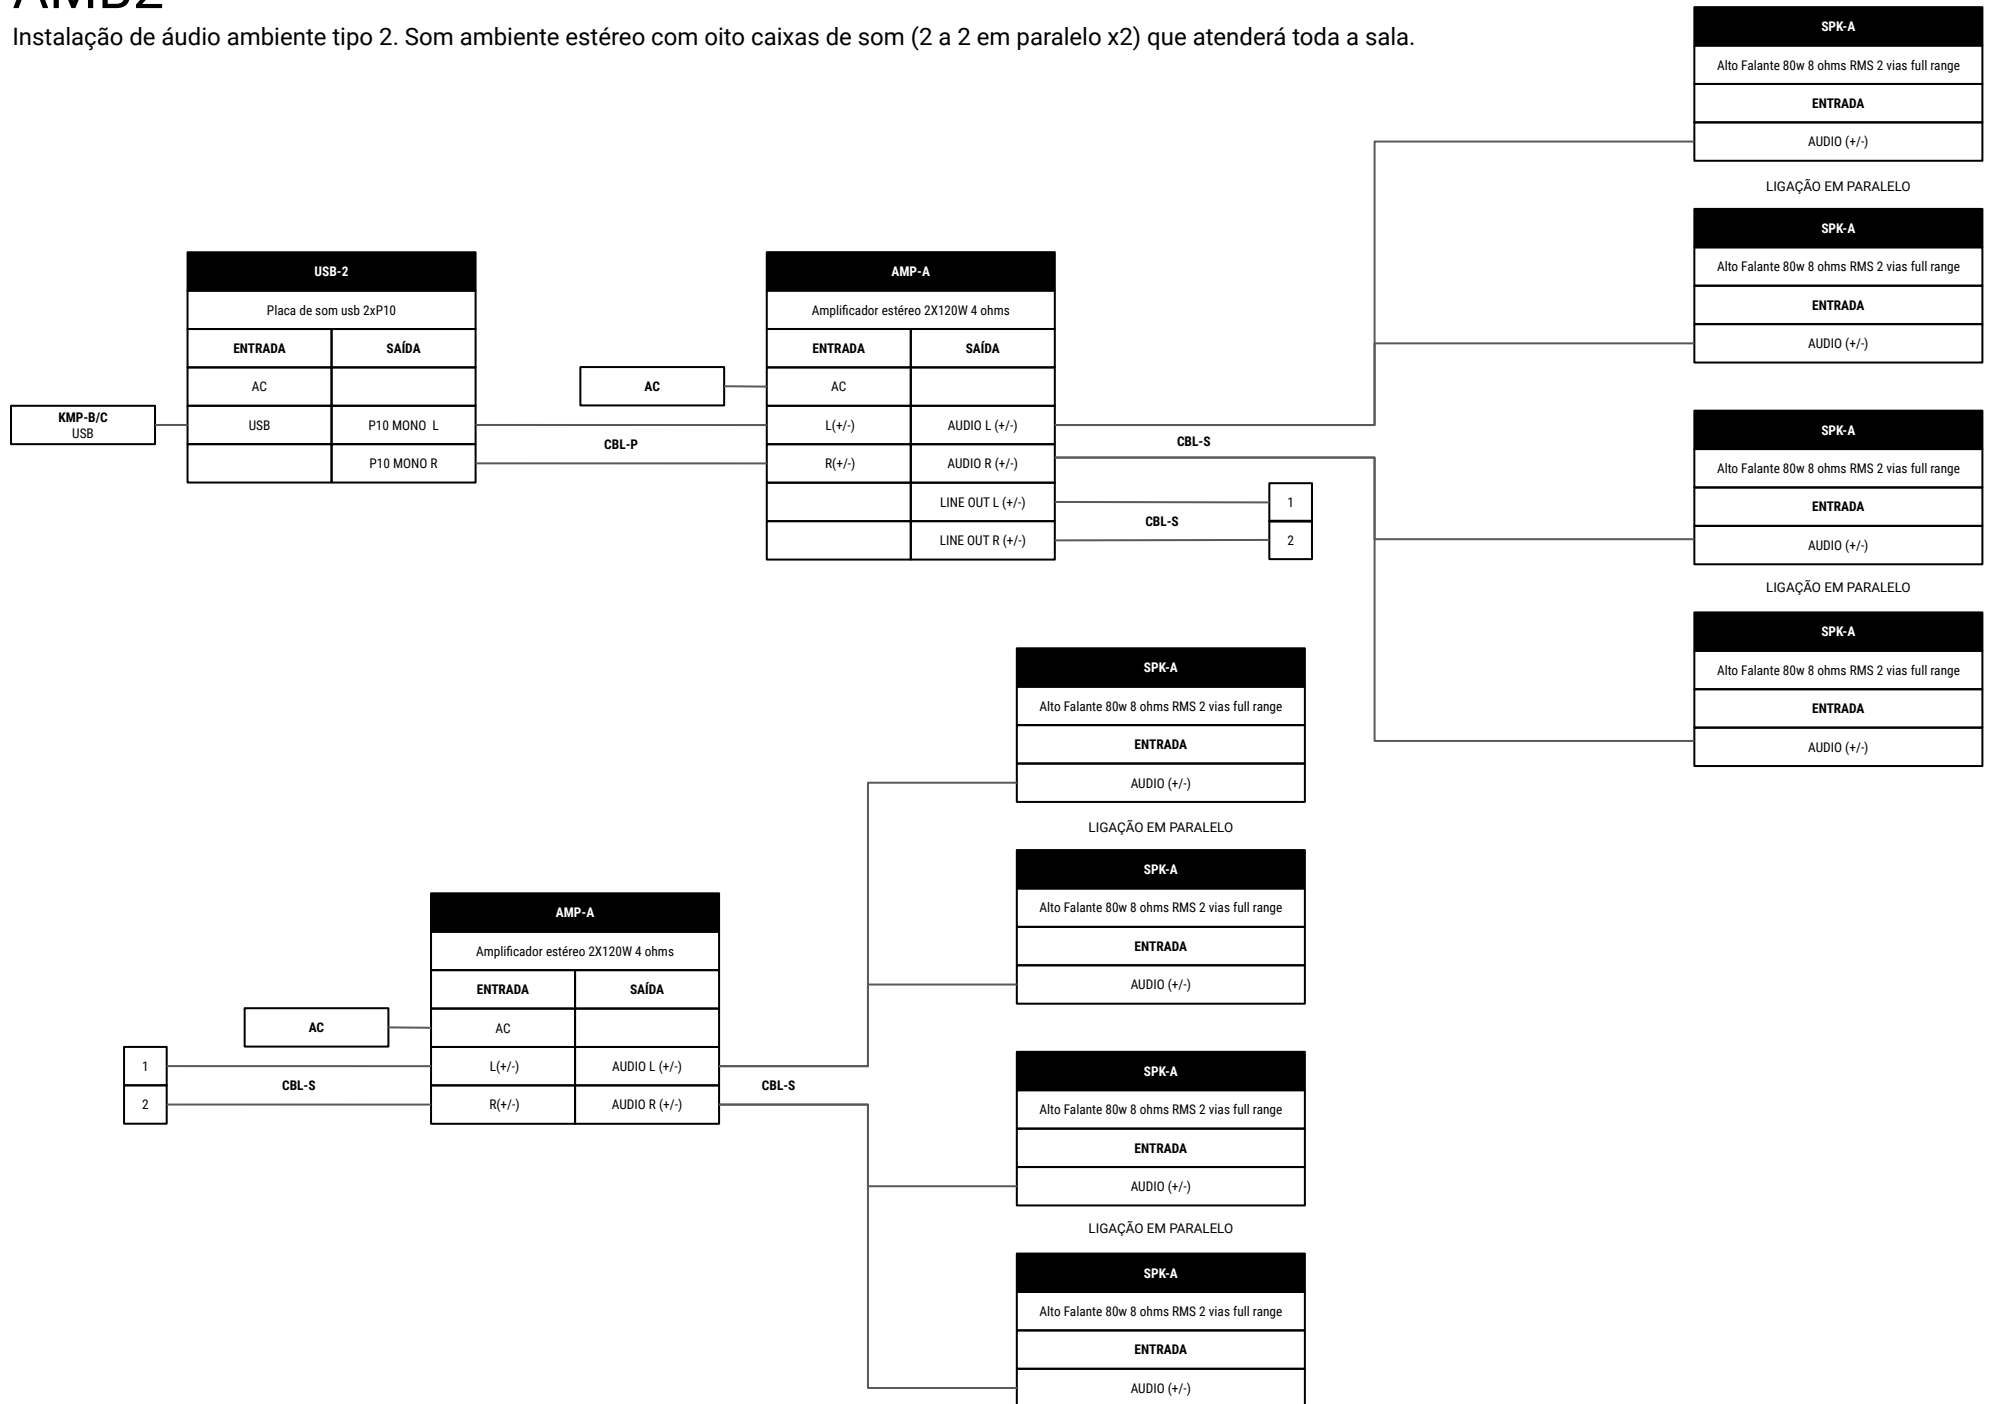 AMB2
Instalação de áudio ambiente tipo 2. Som ambiente estéreo com oito caixas de som (2 a 2 em paralelo x2) que atenderá toda a sala.
SPK-A
Alto Falante 80w 8 ohms RMS 2 vias full range
ENTRADA
AUDIO (+/-)
LIGAÇÃO EM PARALELO
SPK-A
Alto Falante 80w 8 ohms RMS 2 vias full range
ENTRADA
AUDIO (+/-)
USB-2
Placa de som usb 2xP10
ENTRADA SAÍDA
AC
USB P10 MONO L
P10 MONO R
KMP-B/C
USB
CBL-P
AC
AMP-A
Amplificador estéreo 2X120W 4 ohms
ENTRADA SAÍDA
AC
L(+/-) AUDIO L (+/-)
R(+/-) AUDIO R (+/-)
LINE OUT L (+/-)
LINE OUT R (+/-)
CBL-S
CBL-S
1
2
SPK-A
Alto Falante 80w 8 ohms RMS 2 vias full range
ENTRADA
AUDIO (+/-)
LIGAÇÃO EM PARALELO
SPK-A
Alto Falante 80w 8 ohms RMS 2 vias full range
ENTRADA
AUDIO (+/-)
SPK-A
Alto Falante 80w 8 ohms RMS 2 vias full range
ENTRADA
AUDIO (+/-)
LIGAÇÃO EM PARALELO
SPK-A
Alto Falante 80w 8 ohms RMS 2 vias full range
ENTRADA
AUDIO (+/-)
AMP-A
Amplificador estéreo 2X120W 4 ohms
ENTRADA SAÍDA
AC
L(+/-) AUDIO L (+/-)
R(+/-) AUDIO R (+/-)
AC
1
2
CBL-S
CBL-S
SPK-A
Alto Falante 80w 8 ohms RMS 2 vias full range
ENTRADA
AUDIO (+/-)
LIGAÇÃO EM PARALELO
SPK-A
Alto Falante 80w 8 ohms RMS 2 vias full range
ENTRADA
AUDIO (+/-)